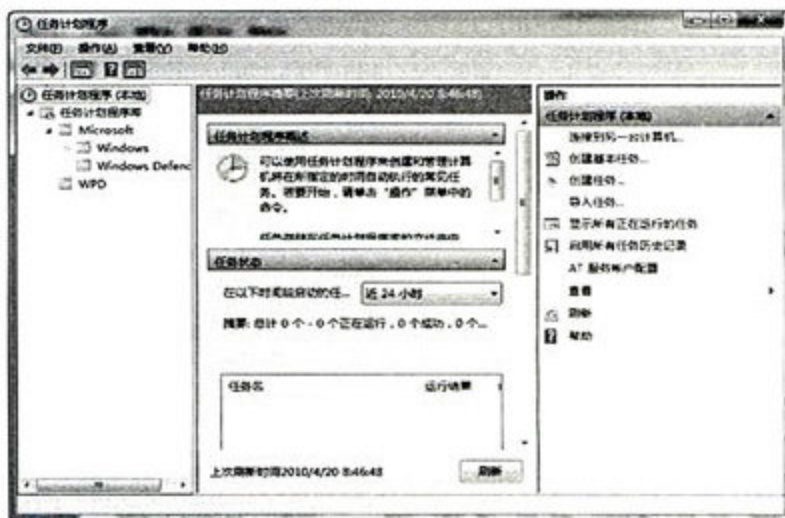 任务计划程序
文件(F) 操作(A) 查看(V) 帮助(H)
任务计划程序 (本地)
任务计划程序库
Microsoft
Windows
Windows Defenc
WPD
任务计划程序摘要(上次刷新时间: 2010/4/20 8:46:48)
任务计划程序概述
可以使用任务计划程序来创建和管理计算
机将在所指定的时间自动执行的常见任
务。若要开始，请单击“操作”菜单中的
命令。
任务状态
在以下时间段启动的任... 近 24 小时
摘要: 总计 0 个 - 0 个正在运行，0 个成功，0 个...
任务名 运行结果
上次刷新时间2010/4/20 8:46:48 刷新
操作
任务计划程序 (本地)
连接到另一台计算机...
创建基本任务...
创建任务...
导入任务...
显示所有正在运行的任务
启用所有任务历史记录
AT 服务帐户配置
查看
刷新
帮助